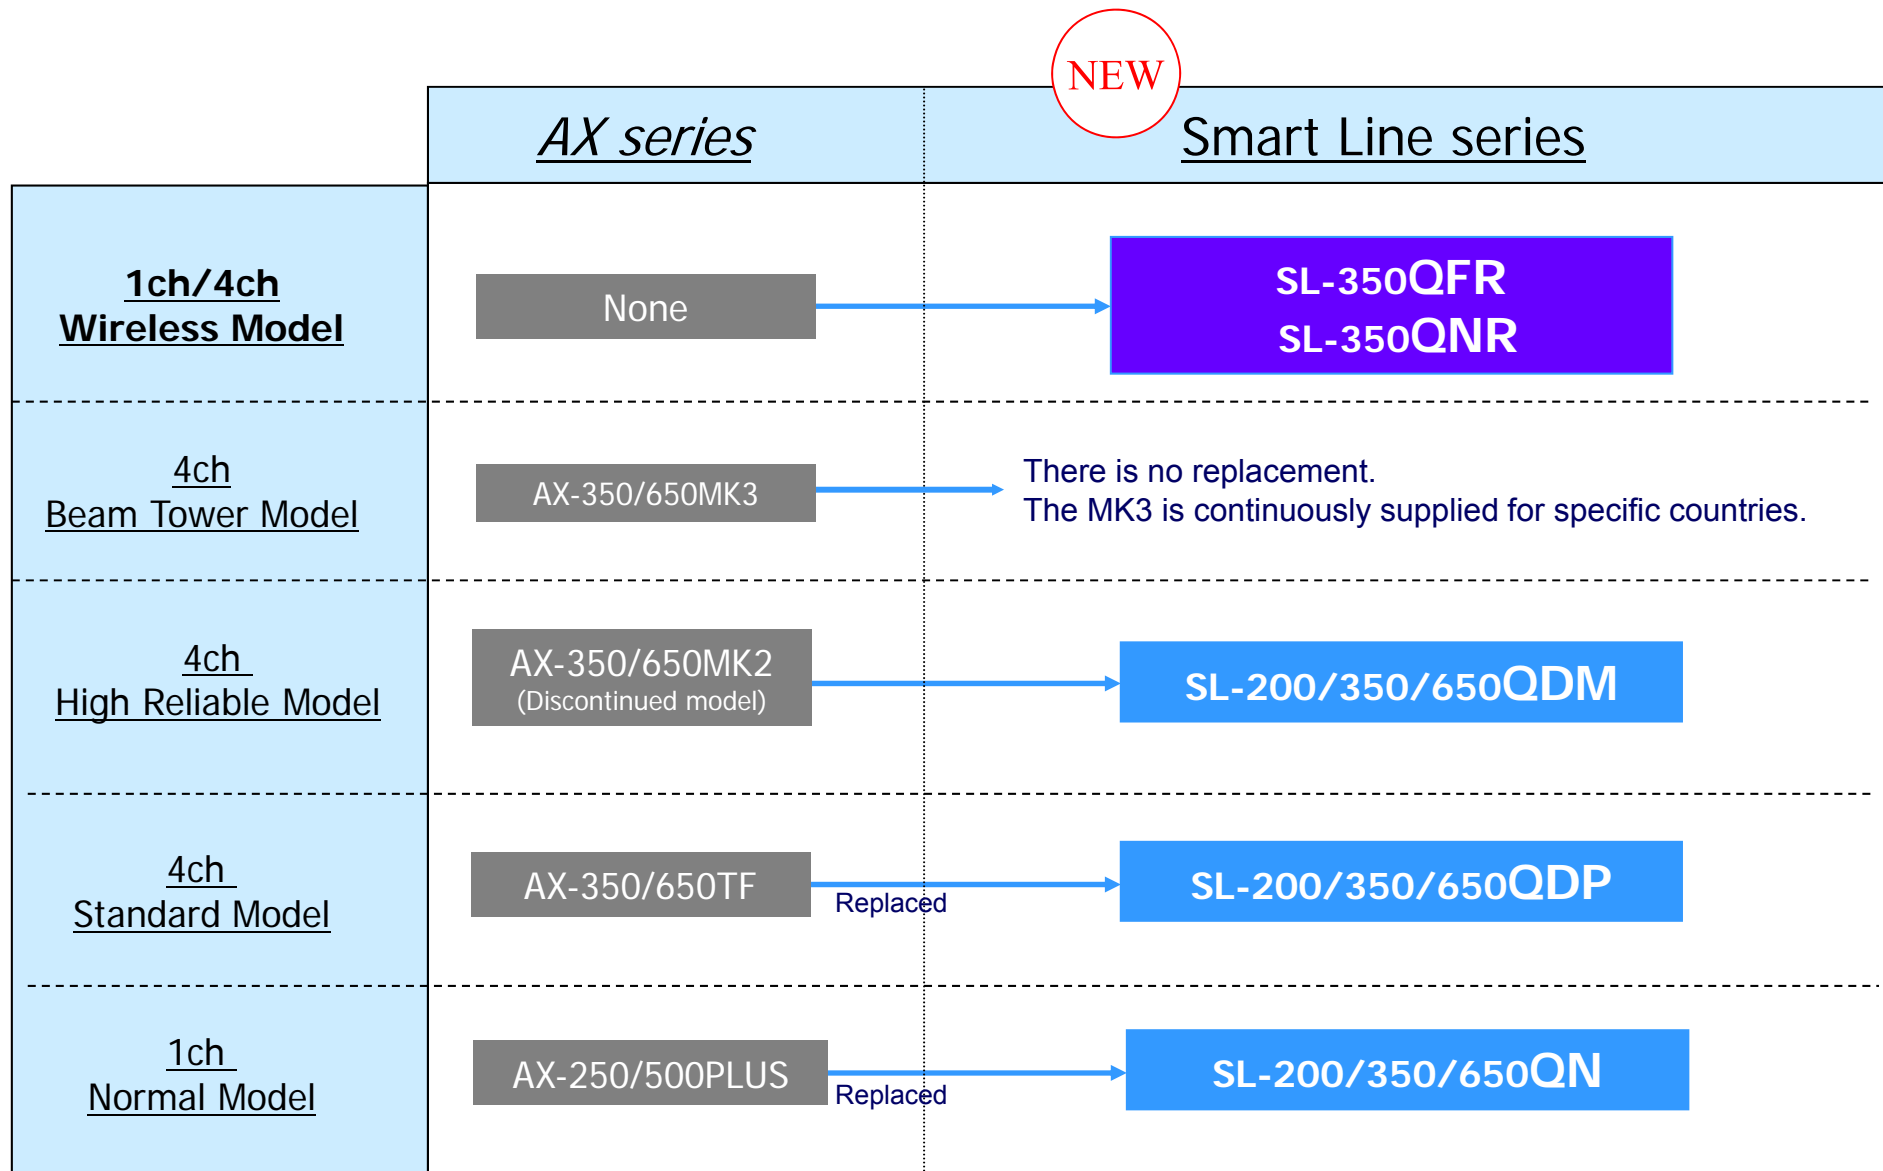 NEW
AX series
Smart Line series
1ch/4ch
Wireless Model
None
SL-350QFR
SL-350QNR
4ch
Beam Tower Model
AX-350/650MK3
There is no replacement.
The MK3 is continuously supplied for specific countries.
4ch
High Reliable Model
AX-350/650MK2
(Discontinued model)
SL-200/350/650QDM
4ch
Standard Model
AX-350/650TF
Replaced
SL-200/350/650QDP
1ch
Normal Model
AX-250/500PLUS
Replaced
SL-200/350/650QN